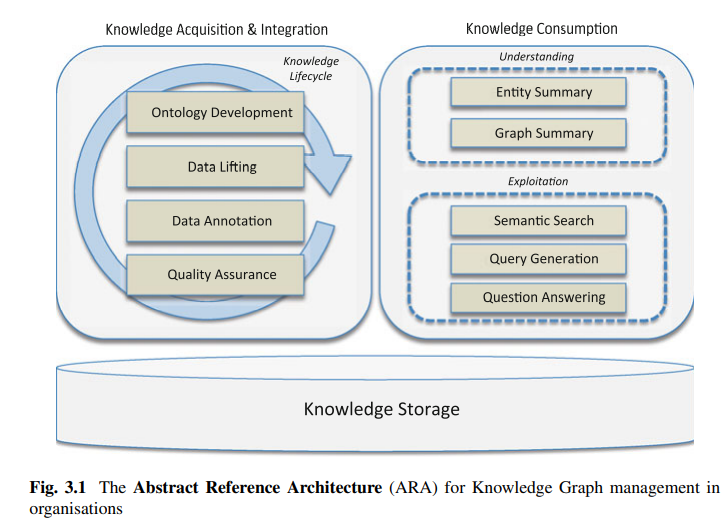 Knowledge Acquisition & Integration
Knowledge
Lifecycle
Ontology Development
Data Lifting
Data Annotation
Quality Assurance
Knowledge Consumption
Understanding
Entity Summary
Graph Summary
Exploitation
Semantic Search
Query Generation
Question Answering
Knowledge Storage
Fig. 3.1 The Abstract Reference Architecture (ARA) for Knowledge Graph management in
organisations